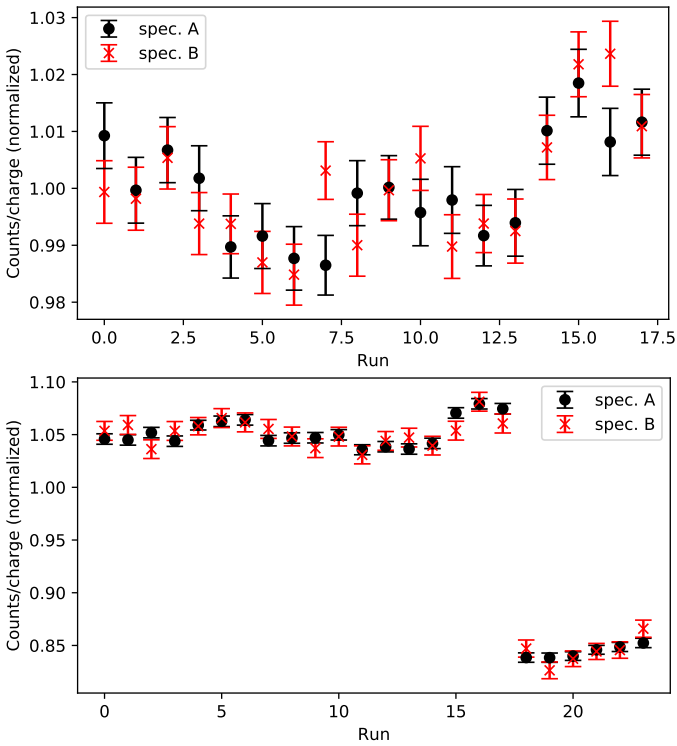 1.03
1.02
1.01
1.00
0.99
0.98
Counts/charge (normalized)
spec. A
spec. B
0.0 2.5 5.0 7.5 10.0 12.5 15.0 17.5
Run
1.10
1.05
1.00
0.95
0.90
0.85
Counts/charge (normalized)
spec. A
spec. B
0 5 10 15 20
Run